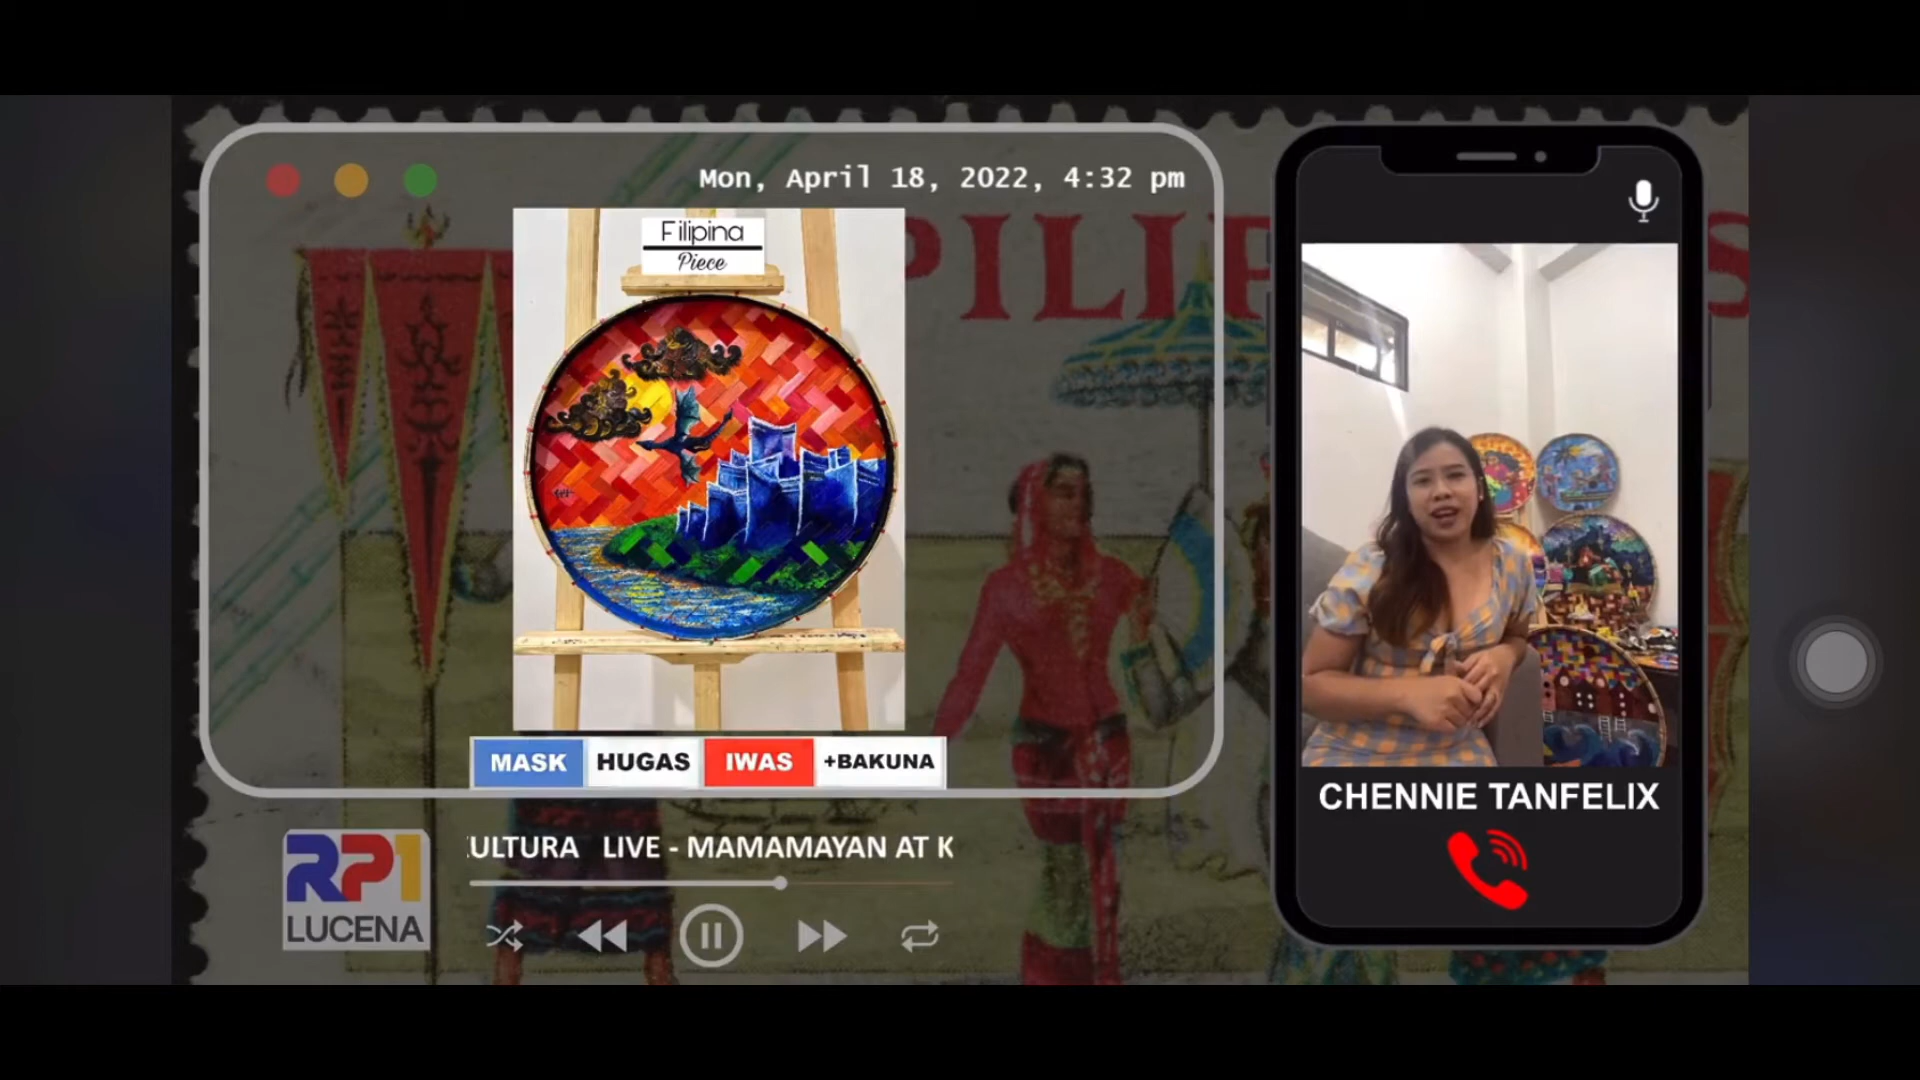 Mon, April 18, 2022, 4:32 pm
Filipina
Piece
PILIP
S
MASK HUGAS IWAS +BAKUNA
CHENNIE TANFELIX
ULTURA LIVE - MAMAMAYAN AT K
RP1
LUCENA